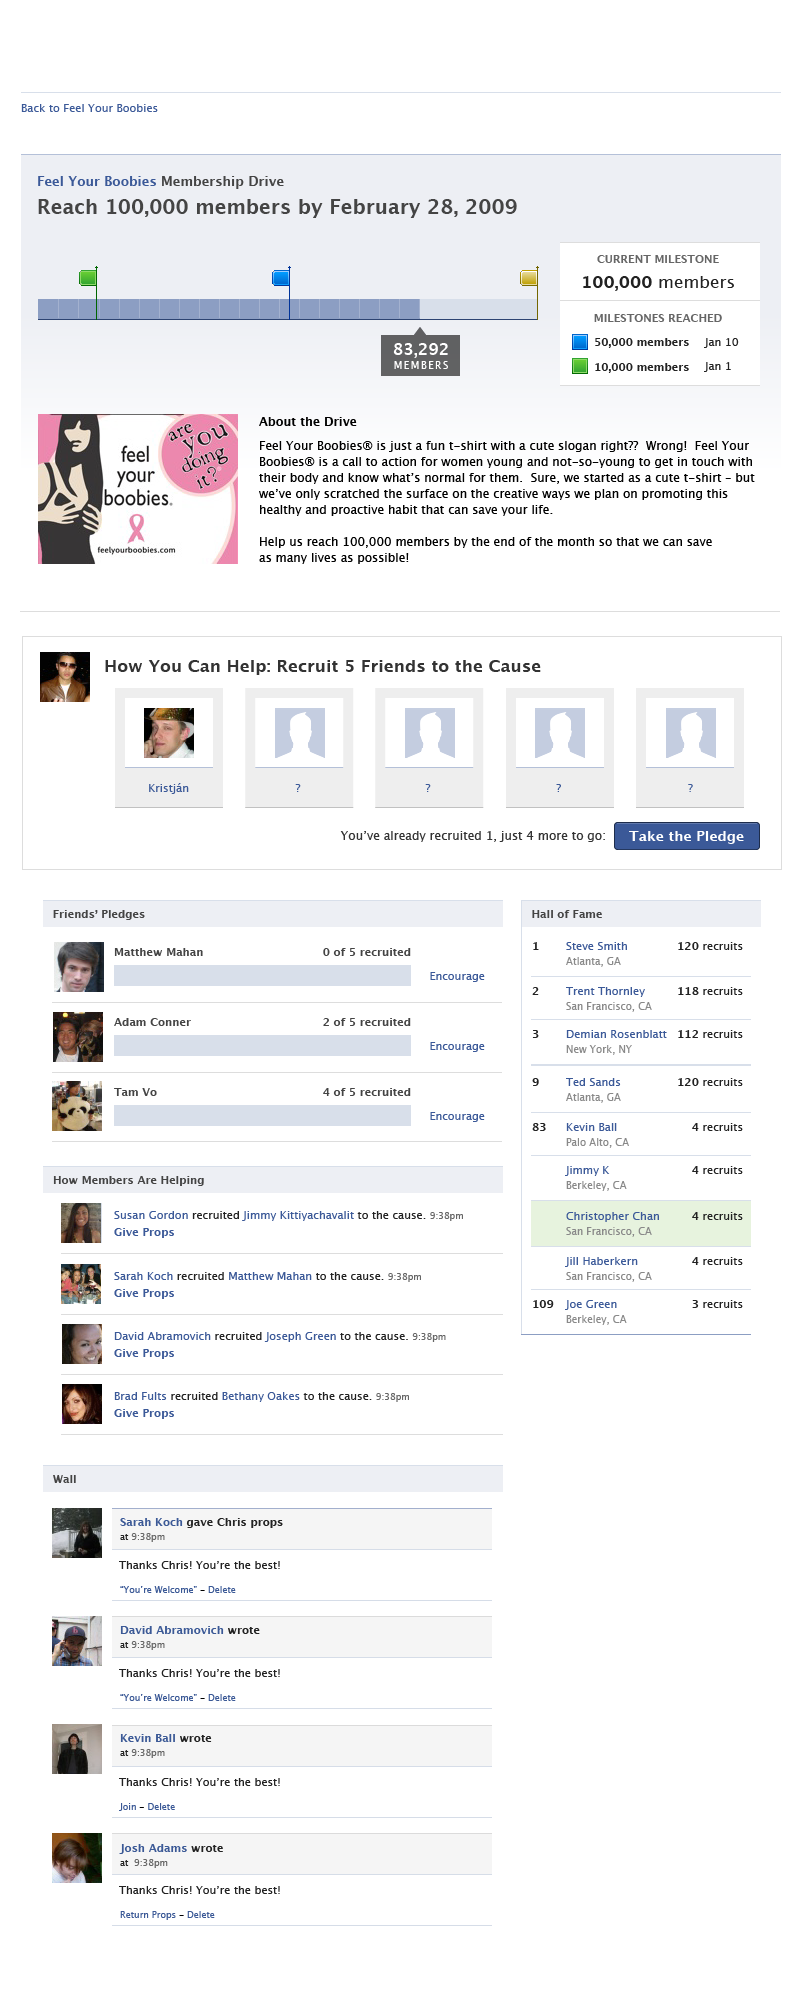 Back to Feel Your Boobies
Feel Your Boobies Membership Drive
Reach 100,000 members by February 28, 2009
CURRENT MILESTONE
100,000 members
MILESTONES REACHED
50,000 members Jan 10
10,000 members Jan 1
83,292
MEMBERS
feel
your
boobies.
are
you
doing
it?
feelyourboobies.com
About the Drive
Feel Your Boobies® is just a fun t-shirt with a cute slogan right?? Wrong! Feel Your
Boobies® is a call to action for women young and not-so-young to get in touch with
their body and know what's normal for them. Sure, we started as a cute t-shirt - but
we've only scratched the surface on the creative ways we plan on promoting this
healthy and proactive habit that can save your life.
Help us reach 100,000 members by the end of the month so that we can save
as many lives as possible!
How You Can Help: Recruit 5 Friends to the Cause
Kristján ? ? ? ?
You've already recruited 1, just 4 more to go: Take the Pledge
Friends' Pledges
Matthew Mahan 0 of 5 recruited
Encourage
Adam Conner 2 of 5 recruited
Encourage
Tam Vo 4 of 5 recruited
Encourage
How Members Are Helping
Susan Gordon recruited Jimmy Kittiyachavalit to the cause. 9:38pm
Give Props
Sarah Koch recruited Matthew Mahan to the cause. 9:38pm
Give Props
David Abramovich recruited Joseph Green to the cause. 9:38pm
Give Props
Brad Fults recruited Bethany Oakes to the cause. 9:38pm
Give Props
Hall of Fame
1 Steve Smith 120 recruits
Atlanta, GA
2 Trent Thornley 118 recruits
San Francisco, CA
3 Demian Rosenblatt 112 recruits
New York, NY
9 Ted Sands 120 recruits
Atlanta, GA
83 Kevin Ball 4 recruits
Palo Alto, CA
Jimmy K 4 recruits
Berkeley, CA
Christopher Chan 4 recruits
San Francisco, CA
Jill Haberkern 4 recruits
San Francisco, CA
109 Joe Green 3 recruits
Berkeley, CA
Wall
Sarah Koch gave Chris props
at 9:38pm
Thanks Chris! You're the best!
"You're Welcome" - Delete
David Abramovich wrote
at 9:38pm
Thanks Chris! You're the best!
"You're Welcome" - Delete
Kevin Ball wrote
at 9:38pm
Thanks Chris! You're the best!
Join - Delete
Josh Adams wrote
at 9:38pm
Thanks Chris! You're the best!
Return Props - Delete